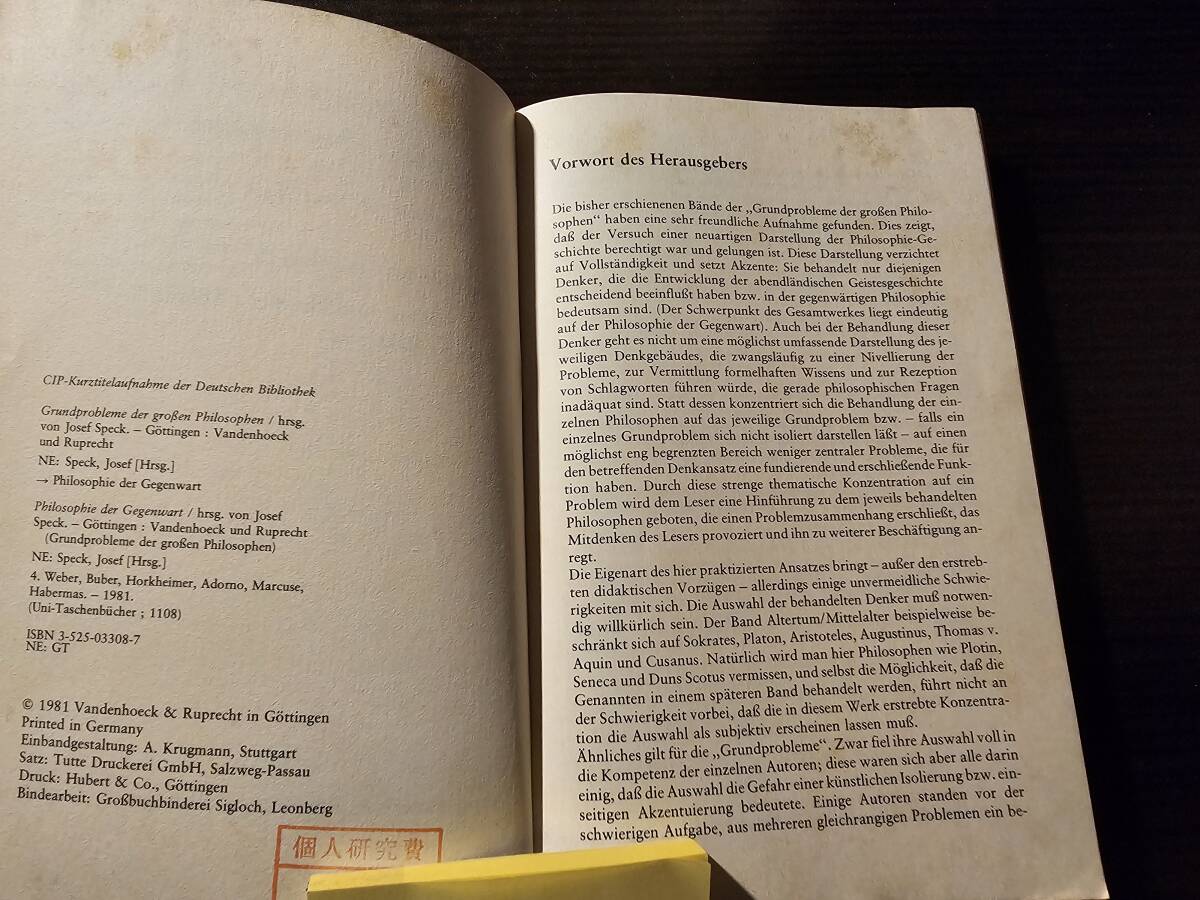 CIP-Kurztitelaufnahme der Deutschen Bibliothek
Grundprobleme der großen Philosophen / hrsg.
von Josef Speck. – Göttingen : Vandenhoeck
und Ruprecht
NE: Speck, Josef [Hrsg.]
→ Philosophie der Gegenwart
Philosophie der Gegenwart / hrsg. von Josef
Speck. – Göttingen : Vandenhoeck und Ruprecht
(Grundprobleme der großen Philosophen)
NE: Speck, Josef [Hrsg.]
4. Weber, Buber, Horkheimer, Adorno, Marcuse,
Habermas. – 1981.
(Uni-Taschenbücher ; 1108)
ISBN 3-525-03308-7
NE: GT
© 1981 Vandenhoeck & Ruprecht in Göttingen
Printed in Germany
Einbandgestaltung: A. Krugmann, Stuttgart
Satz: Tutte Druckerei GmbH, Salzweg-Passau
Druck: Hubert & Co., Göttingen
Bindearbeit: Großbuchbinderei Sigloch, Leonberg
個人研究費
Vorwort des Herausgebers
Die bisher erschienenen Bände der „Grundprobleme der großen Philo-
sophen“ haben eine sehr freundliche Aufnahme gefunden. Dies zeigt,
daß der Versuch einer neuartigen Darstellung der Philosophie-Ge-
schichte berechtigt war und gelungen ist. Diese Darstellung verzichtet
auf Vollständigkeit und setzt Akzente: Sie behandelt nur diejenigen
Denker, die die Entwicklung der abendländischen Geistesgeschichte
entscheidend beeinflußt haben bzw. in der gegenwärtigen Philosophie
bedeutsam sind. (Der Schwerpunkt des Gesamtwerkes liegt eindeutig
auf der Philosophie der Gegenwart). Auch bei der Behandlung dieser
Denker geht es nicht um eine möglichst umfassende Darstellung des je-
weiligen Denkgebäudes, die zwangsläufig zu einer Nivellierung der
Probleme, zur Vermittlung formelhaften Wissens und zur Rezeption
von Schlagworten führen würde, die gerade philosophischen Fragen
inadäquat sind. Statt dessen konzentriert sich die Behandlung der ein-
zelnen Philosophen auf das jeweilige Grundproblem bzw. – falls ein
einzelnes Grundproblem sich nicht isoliert darstellen läßt – auf einen
möglichst eng begrenzten Bereich weniger zentraler Probleme, die für
den betreffenden Denkansatz eine fundierende und erschließende Funk-
tion haben. Durch diese strenge thematische Konzentration auf ein
Problem wird dem Leser eine Hinführung zu dem jeweils behandelten
Philosophen geboten, die einen Problemzusammenhang erschließt, das
Mitdenken des Lesers provoziert und ihn zu weiterer Beschäftigung an-
regt.
Die Eigenart des hier praktizierten Ansatzes bringt – außer den erstreb-
ten didaktischen Vorzügen – allerdings einige unvermeidliche Schwie-
rigkeiten mit sich. Die Auswahl der behandelten Denker muß notwen-
dig willkürlich sein. Der Band Altertum/Mittelalter beispielweise be-
schränkt sich auf Sokrates, Platon, Aristoteles, Augustinus, Thomas v.
Aquin und Cusanus. Natürlich wird man hier Philosophen wie Plotin,
Seneca und Duns Scotus vermissen, und selbst die Möglichkeit, daß die
Genannten in einem späteren Band behandelt werden, führt nicht an
der Schwierigkeit vorbei, daß die in diesem Werk erstrebte Konzentra-
tion die Auswahl als subjektiv erscheinen lassen muß.
Ähnliches gilt für die „Grundprobleme“. Zwar fiel ihre Auswahl voll in
die Kompetenz der einzelnen Autoren; diese waren sich aber alle darin
einig, daß die Auswahl die Gefahr einer künstlichen Isolierung bzw. ein-
seitigen Akzentuierung bedeutete. Einige Autoren standen vor der
schwierigen Aufgabe, aus mehreren gleichrangigen Problemen ein be-